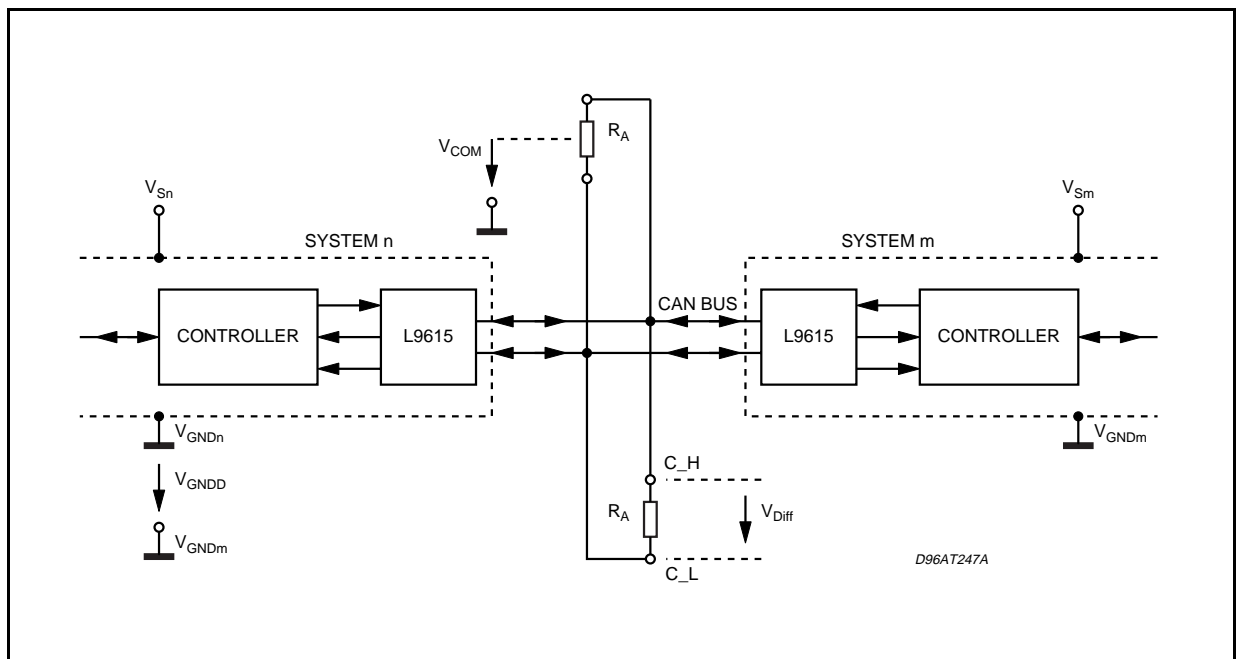 R_A
V_COM
V_Sn
V_Sm
SYSTEM n
SYSTEM m
CAN BUS
CONTROLLER
L9615
L9615
CONTROLLER
V_GNDn
V_GNDm
C_H
V_GNDD
R_A
V_Diff
V_GNDm
C_L
D96AT247A